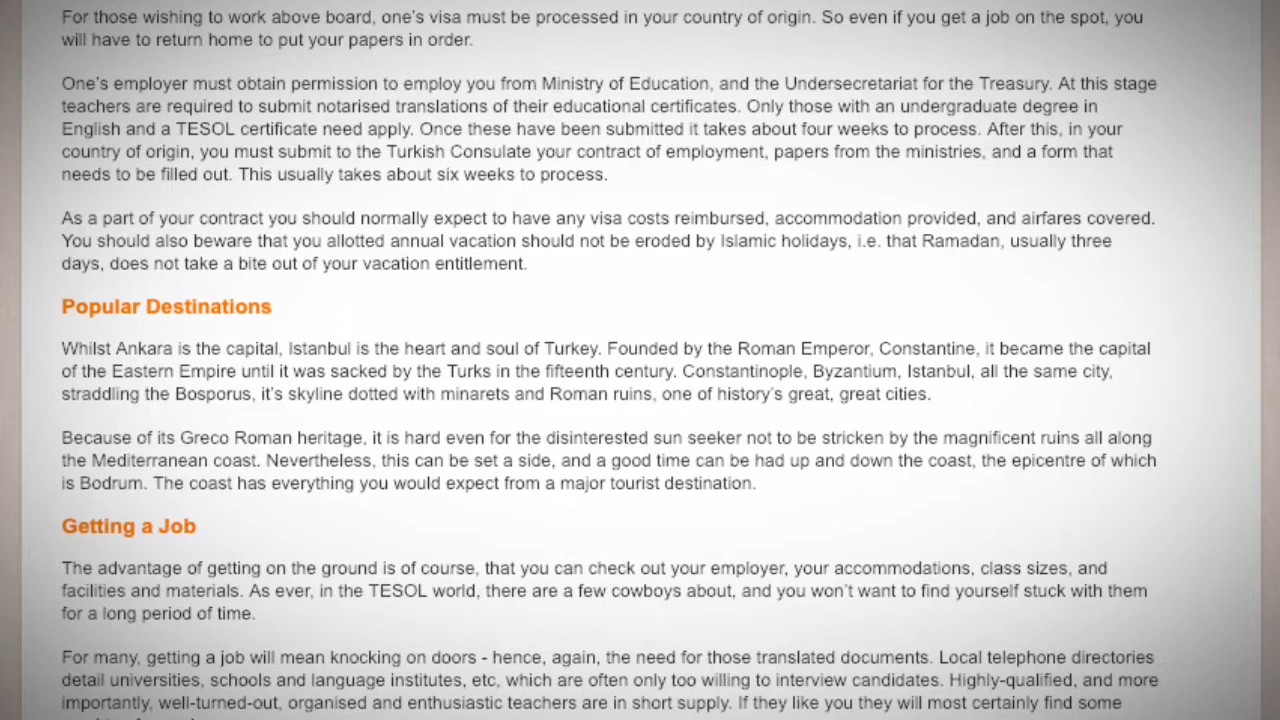 For those wishing to work above board, one's visa must be processed in your country of origin. So even if you get a job on the spot, you
will have to return home to put your papers in order.
One's employer must obtain permission to employ you from Ministry of Education, and the Undersecretariat for the Treasury. At this stage
teachers are required to submit notarised translations of their educational certificates. Only those with an undergraduate degree in
English and a TESOL certificate need apply. Once these have been submitted it takes about four weeks to process. After this, in your
country of origin, you must submit to the Turkish Consulate your contract of employment, papers from the ministries, and a form that
needs to be filled out. This usually takes about six weeks to process.
As a part of your contract you should normally expect to have any visa costs reimbursed, accommodation provided, and airfares covered.
You should also beware that you allotted annual vacation should not be eroded by Islamic holidays, i.e. that Ramadan, usually three
days, does not take a bite out of your vacation entitlement.
Popular Destinations
Whilst Ankara is the capital, Istanbul is the heart and soul of Turkey. Founded by the Roman Emperor, Constantine, it became the capital
of the Eastern Empire until it was sacked by the Turks in the fifteenth century. Constantinople, Byzantium, Istanbul, all the same city,
straddling the Bosporus, it's skyline dotted with minarets and Roman ruins, one of history's great, great cities.
Because of its Greco Roman heritage, it is hard even for the disinterested sun seeker not to be stricken by the magnificent ruins all along
the Mediterranean coast. Nevertheless, this can be set a side, and a good time can be had up and down the coast, the epicentre of which
is Bodrum. The coast has everything you would expect from a major tourist destination.
Getting a Job
The advantage of getting on the ground is of course, that you can check out your employer, your accommodations, class sizes, and
facilities and materials. As ever, in the TESOL world, there are a few cowboys about, and you won't want to find yourself stuck with them
for a long period of time.
For many, getting a job will mean knocking on doors - hence, again, the need for those translated documents. Local telephone directories
detail universities, schools and language institutes, etc, which are often only too willing to interview candidates. Highly-qualified, and more
importantly, well-turned-out, organised and enthusiastic teachers are in short supply. If they like you they will most certainly find some